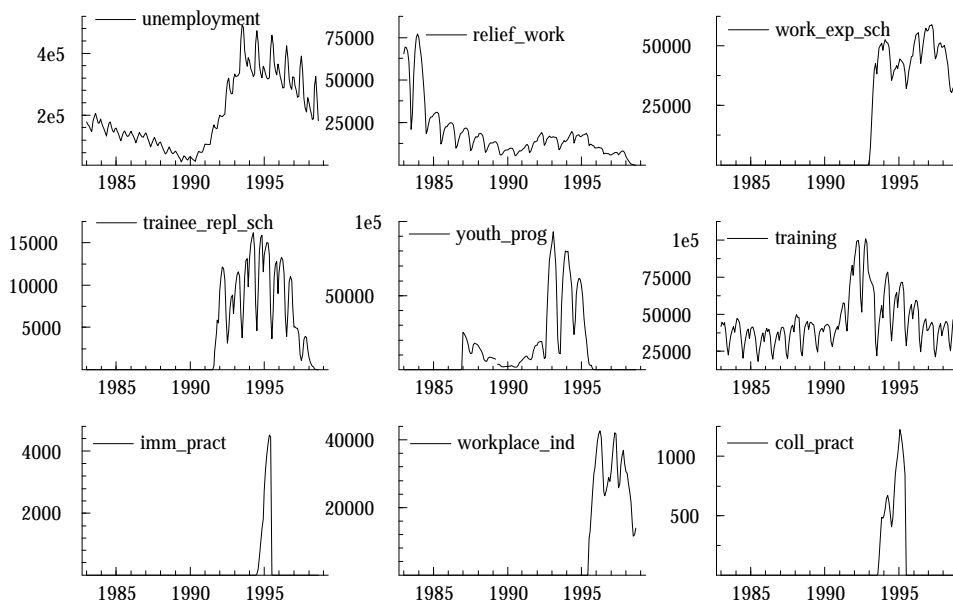 unemployment
4e5
2e5
1985 1990 1995
relief_work
75000
50000
25000
1985 1990 1995
work_exp_sch
50000
25000
1985 1990 1995
trainee_repl_sch
15000
10000
5000
1985 1990 1995
1e5
youth_prog
50000
1985 1990 1995
training
1e5
75000
50000
25000
1985 1990 1995
imm_pract
4000
2000
1985 1990 1995
workplace_ind
40000
20000
1985 1990 1995
coll_pract
1000
500
1985 1990 1995